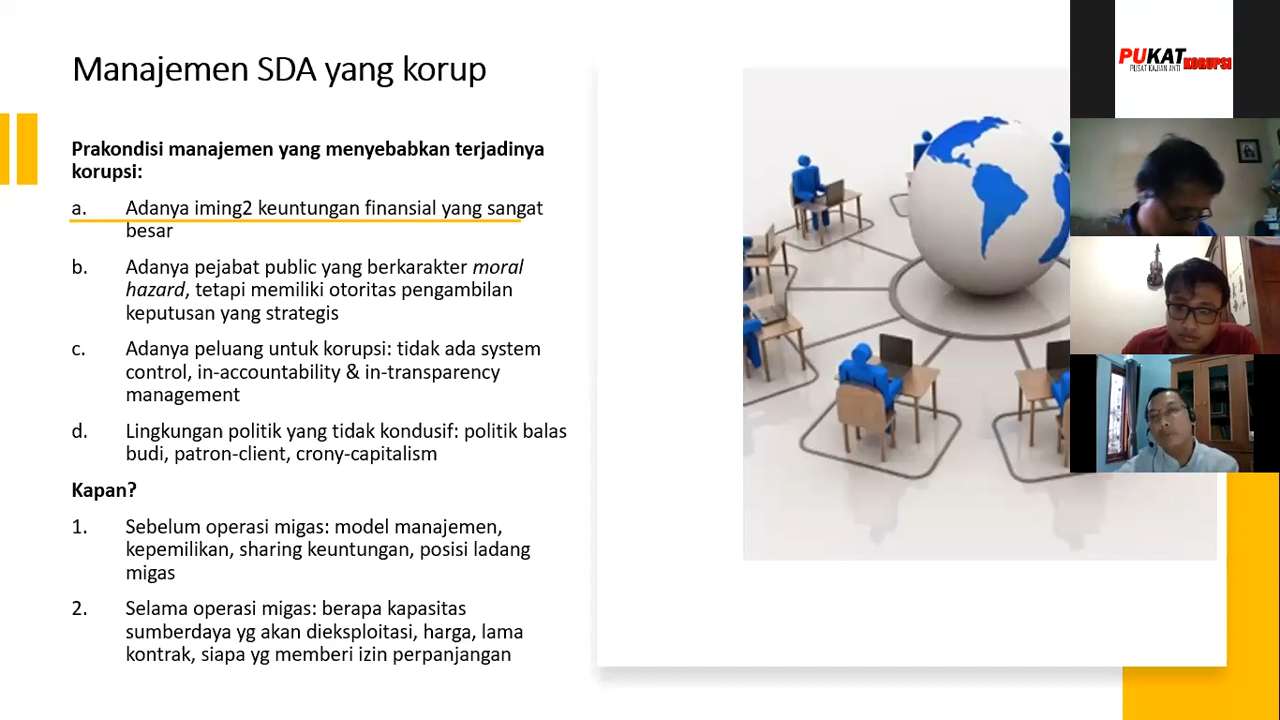 Manajemen SDA yang korup
Prakondisi manajemen yang menyebabkan terjadinya
korupsi:
a. Adanya iming2 keuntungan finansial yang sangat
besar
b. Adanya pejabat public yang berkarakter moral
hazard, tetapi memiliki otoritas pengambilan
keputusan yang strategis
c. Adanya peluang untuk korupsi: tidak ada system
control, in-accountability & in-transparency
management
d. Lingkungan politik yang tidak kondusif: politik balas
budi, patron-client, crony-capitalism
Kapan?
1. Sebelum operasi migas: model manajemen,
kepemilikan, sharing keuntungan, posisi ladang
migas
2. Selama operasi migas: berapa kapasitas
sumberdaya yg akan dieksploitasi, harga, lama
kontrak, siapa yg memberi izin perpanjangan
PUKAT
PUSAT KAJIAN ANTI KORUPSI